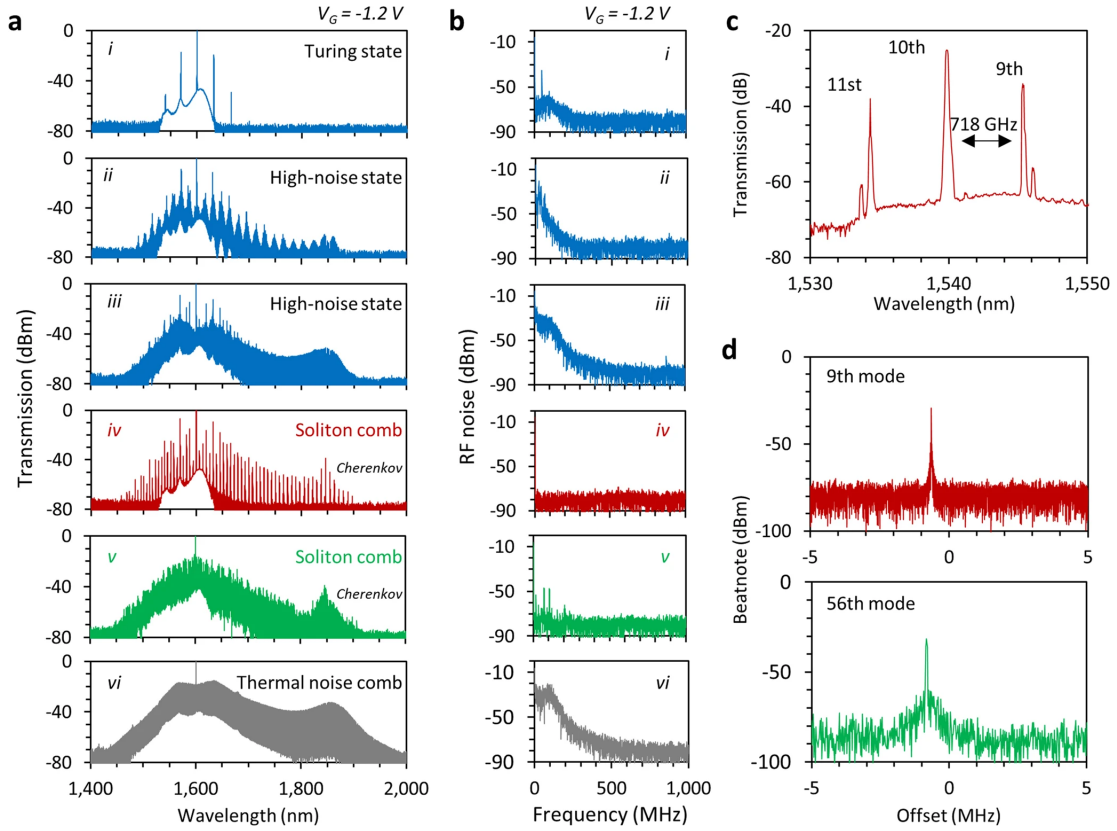 a
V_G = -1.2 V
Transmission (dBm)
0
-40
-80
i
Turing state
0
-40
-80
ii
High-noise state
0
-40
-80
iii
High-noise state
0
-40
-80
iv
Soliton comb
Cherenkov
0
-40
-80
v
Soliton comb
Cherenkov
0
-40
-80
vi
Thermal noise comb
1,400
1,600
1,800
2,000
Wavelength (nm)
b
V_G = -1.2 V
RF noise (dBm)
-10
-50
-90
i
-10
-50
-90
ii
-10
-50
-90
iii
-10
-50
-90
iv
-10
-50
-90
v
-10
-50
-90
vi
0
500
1,000
Frequency (MHz)
c
Transmission (dB)
-20
-40
-60
-80
11st
10th
9th
718 GHz
1,530
1,540
1,550
Wavelength (nm)
d
Beatnote (dBm)
0
-50
-100
9th mode
-5
0
5
0
-50
-100
56th mode
-5
0
5
Offset (MHz)